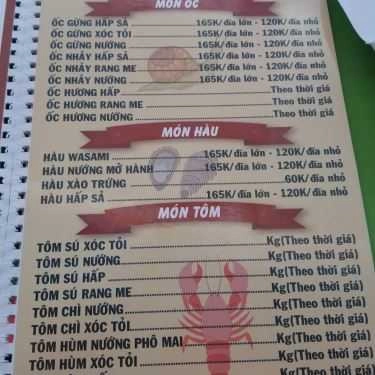 MÓN ỐC
ỐC GỪNG HẤP SẢ 165K/đĩa lớn - 120K/đĩa nhỏ
ỐC GỪNG XÓC TỎI 165K/đĩa lớn - 120K/đĩa nhỏ
ỐC GỪNG NƯỚNG 165K/đĩa lớn - 120K/đĩa nhỏ
ỐC NHẢY HẤP SẢ 165K/đĩa lớn - 120K/đĩa nhỏ
ỐC NHẢY RANG ME 165K/đĩa lớn - 120K/đĩa nhỏ
ỐC NHẢY NƯỚNG 165K/đĩa lớn - 120K/đĩa nhỏ
ỐC HƯƠNG HẤP Theo thời giá
ỐC HƯƠNG RANG ME Theo thời giá
ỐC HƯƠNG NƯỚNG Theo thời giá
MÓN HÀU
HÀU WASAMI 165K/đĩa lớn - 120K/đĩa nhỏ
HÀU NƯỚNG MỠ HÀNH 165K/đĩa lớn - 120K/đĩa nhỏ
HÀU XÀO TRỨNG 60K/đĩa nhỏ
HÀU HẤP SẢ 165K/đĩa lớn - 120K/đĩa nhỏ
MÓN TÔM
TÔM SÚ XÓC TỎI Kg(Theo thời giá)
TÔM SÚ NƯỚNG Kg(Theo thời giá)
TÔM SÚ HẤP Kg(Theo thời giá)
TÔM SÚ RANG ME Kg(Theo thời giá)
TÔM CHÌ NƯỚNG Kg(Theo thời giá)
TÔM CHÌ XÓC TỎI Kg(Theo thời giá)
TÔM HÙM NƯỚNG PHÔ MAI Kg(Theo thời giá)
TÔM HÙM XÓC TỎI Kg(Theo thời giá)